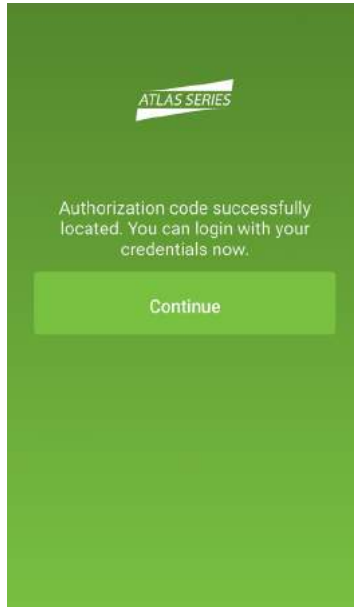 ATLAS SERIES
Authorization code successfully
located. You can login with your
credentials now.
Continue